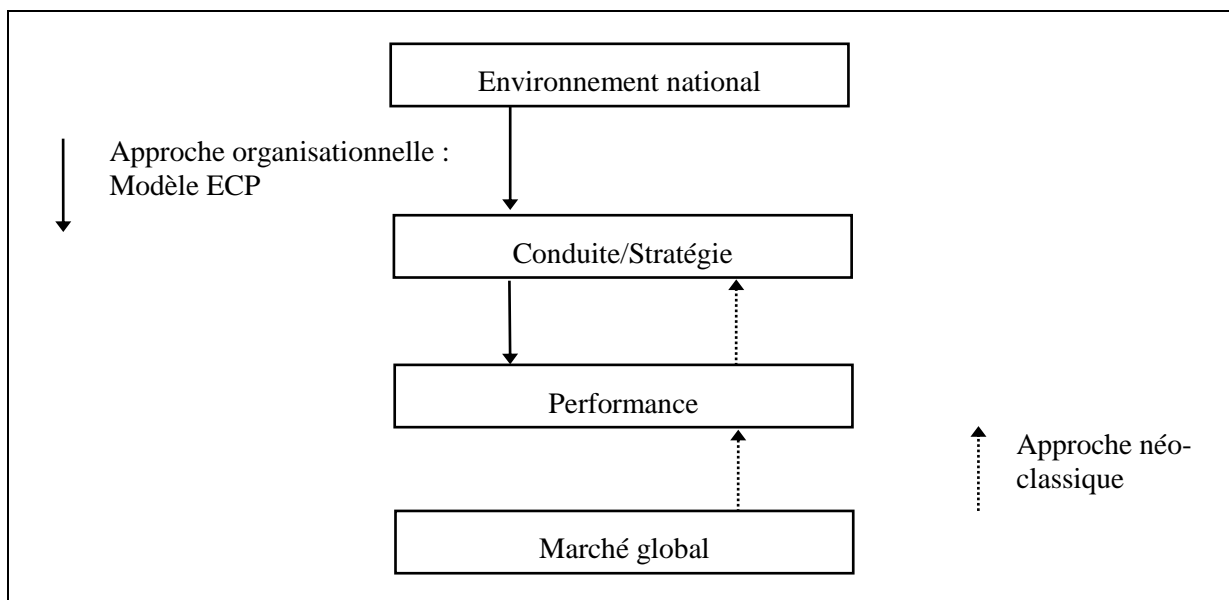 Environnement national
Approche organisationnelle :
Modèle ECP
Conduite/Stratégie
Performance
Approche néo-
classique
Marché global